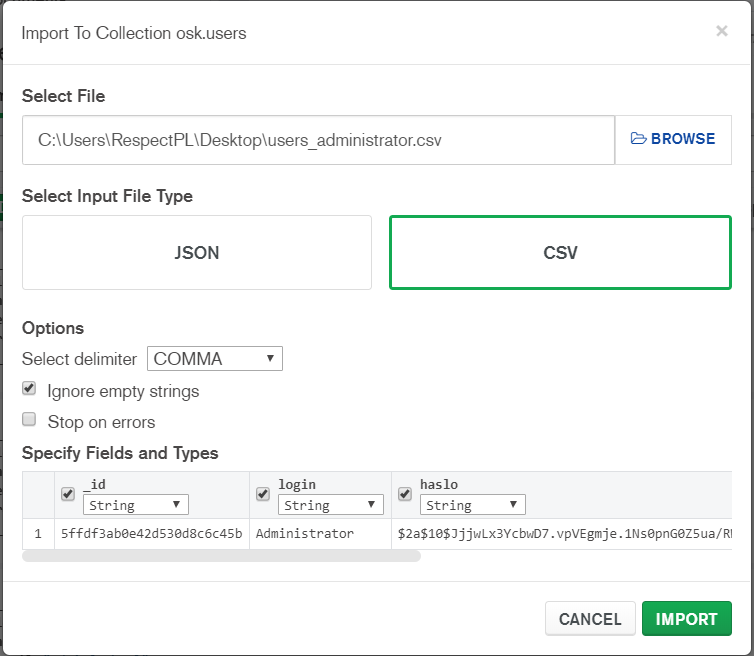 Import To Collection osk.users
×
Select File
C:\Users\RespectPL\Desktop\users_administrator.csv
BROWSE
Select Input File Type
JSON
CSV
Options
Select delimiter COMMA
Ignore empty strings
Stop on errors
Specify Fields and Types
_id login haslo
String String String
1 5ffdf3ab0e42d530d8c6c45b Administrator $2a$10$JjjwLx3YcbwD7.vpVEgmje.1Ns0pnG0Z5ua/R
CANCEL
IMPORT